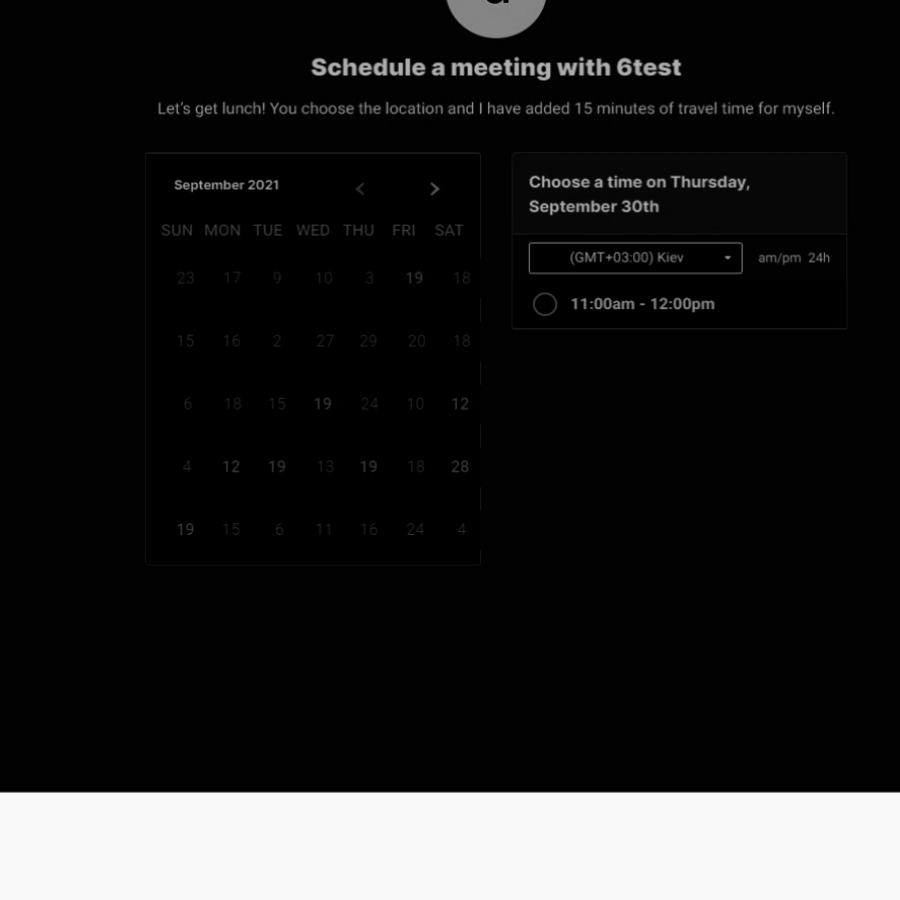 Schedule a meeting with 6test
Let's get lunch! You choose the location and I have added 15 minutes of travel time for myself.
September 2021
SUN MON TUE WED THU FRI SAT
23 17 9 10 3 19 18
15 16 2 27 29 20 18
6 18 15 19 24 10 12
4 12 19 13 19 18 28
19 15 6 11 16 24 4
Choose a time on Thursday,
September 30th
(GMT+03:00) Kiev am/pm 24h
11:00am - 12:00pm